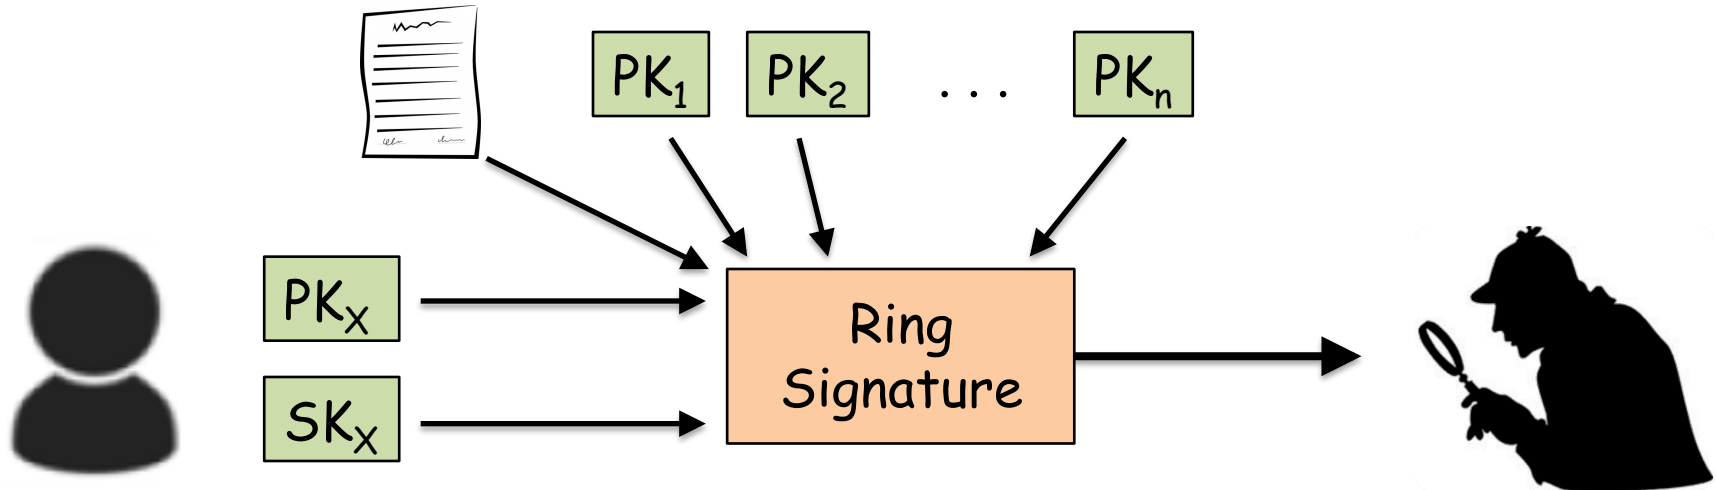 PK₁ PK₂ . . . PKₙ
PKₓ
SKₓ
Ring
Signature